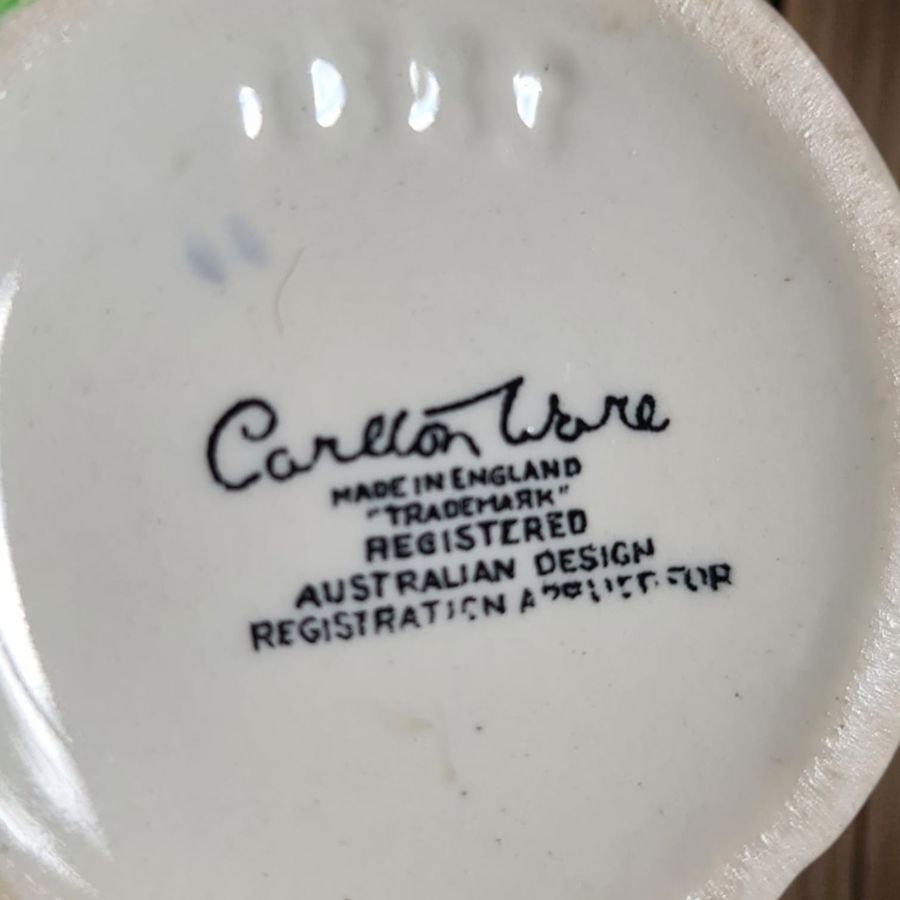 Carlton Ware
MADE IN ENGLAND
"TRADEMARK"
REGISTERED
AUSTRALIAN DESIGN
REGISTRATION APPLIED FOR